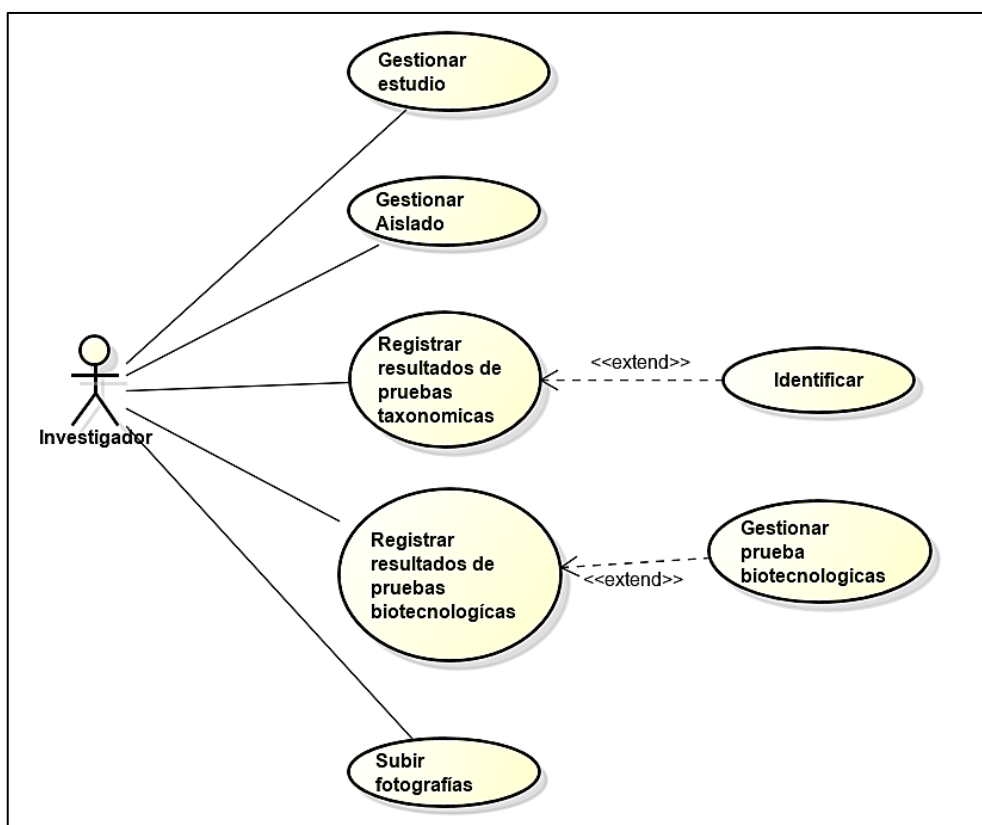 Gestionar
estudio
Gestionar
Aislado
Registrar
resultados de
pruebas
taxonomicas
<<extend>>
Identificar
Investigador
Registrar
resultados de
pruebas
biotecnologícas
<<extend>>
Gestionar
prueba
biotecnologicas
Subir
fotografías